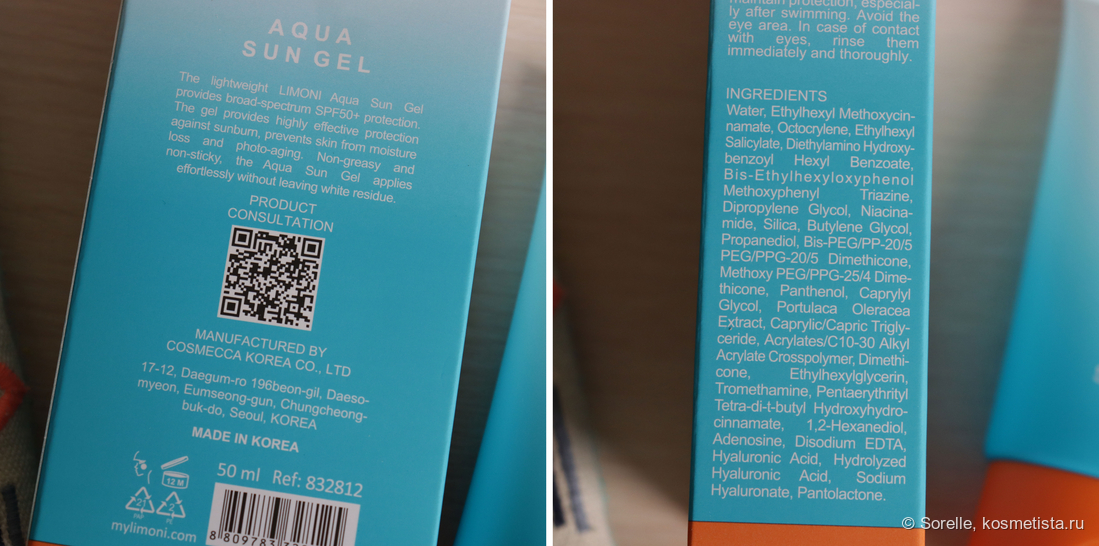 AQUA
SUN GEL
The lightweight LIMONI Aqua Sun Gel
provides broad-spectrum SPF50+ protection.
The gel provides highly effective protection
against sunburn, prevents skin from moisture
loss and photo-aging. Non-greasy and
non-sticky, the Aqua Sun Gel applies
effortlessly without leaving white residue.
PRODUCT
CONSULTATION
MANUFACTURED BY
COSMECCA KOREA CO., LTD
17-12, Daegum-ro 196beon-gil, Daeso-
myeon, Eumseong-gun, Chungcheong-
buk-do, Seoul, KOREA
MADE IN KOREA
12 M
50 ml Ref: 832812
21
PAP
2
PE
mylimoni.com
8 809783
maintain protection, especial-
ly after swimming. Avoid the
eye area. In case of contact
with eyes, rinse them
immediately and thoroughly.
INGREDIENTS
Water, Ethylhexyl Methoxycin-
namate, Octocrylene, Ethylhexyl
Salicylate, Diethylamino Hydroxy-
benzoyl Hexyl Benzoate,
Bis-Ethylhexyloxyphenol
Methoxyphenyl Triazine,
Dipropylene Glycol, Niacina-
mide, Silica, Butylene Glycol,
Propanediol, Bis-PEG/PP-20/5
PEG/PPG-20/5 Dimethicone,
Methoxy PEG/PPG-25/4 Dime-
thicone, Panthenol, Caprylyl
Glycol, Portulaca Oleracea
Extract, Caprylic/Capric Trigly-
ceride, Acrylates/C10-30 Alkyl
Acrylate Crosspolymer, Dimethi-
cone, Ethylhexylglycerin,
Tromethamine, Pentaerythrityl
Tetra-di-t-butyl Hydroxyhydro-
cinnamate, 1,2-Hexanediol,
Adenosine, Disodium EDTA,
Hyaluronic Acid, Hydrolyzed
Hyaluronic Acid, Sodium
Hyaluronate, Pantolactone.
© Sorelle, kosmetista.ru